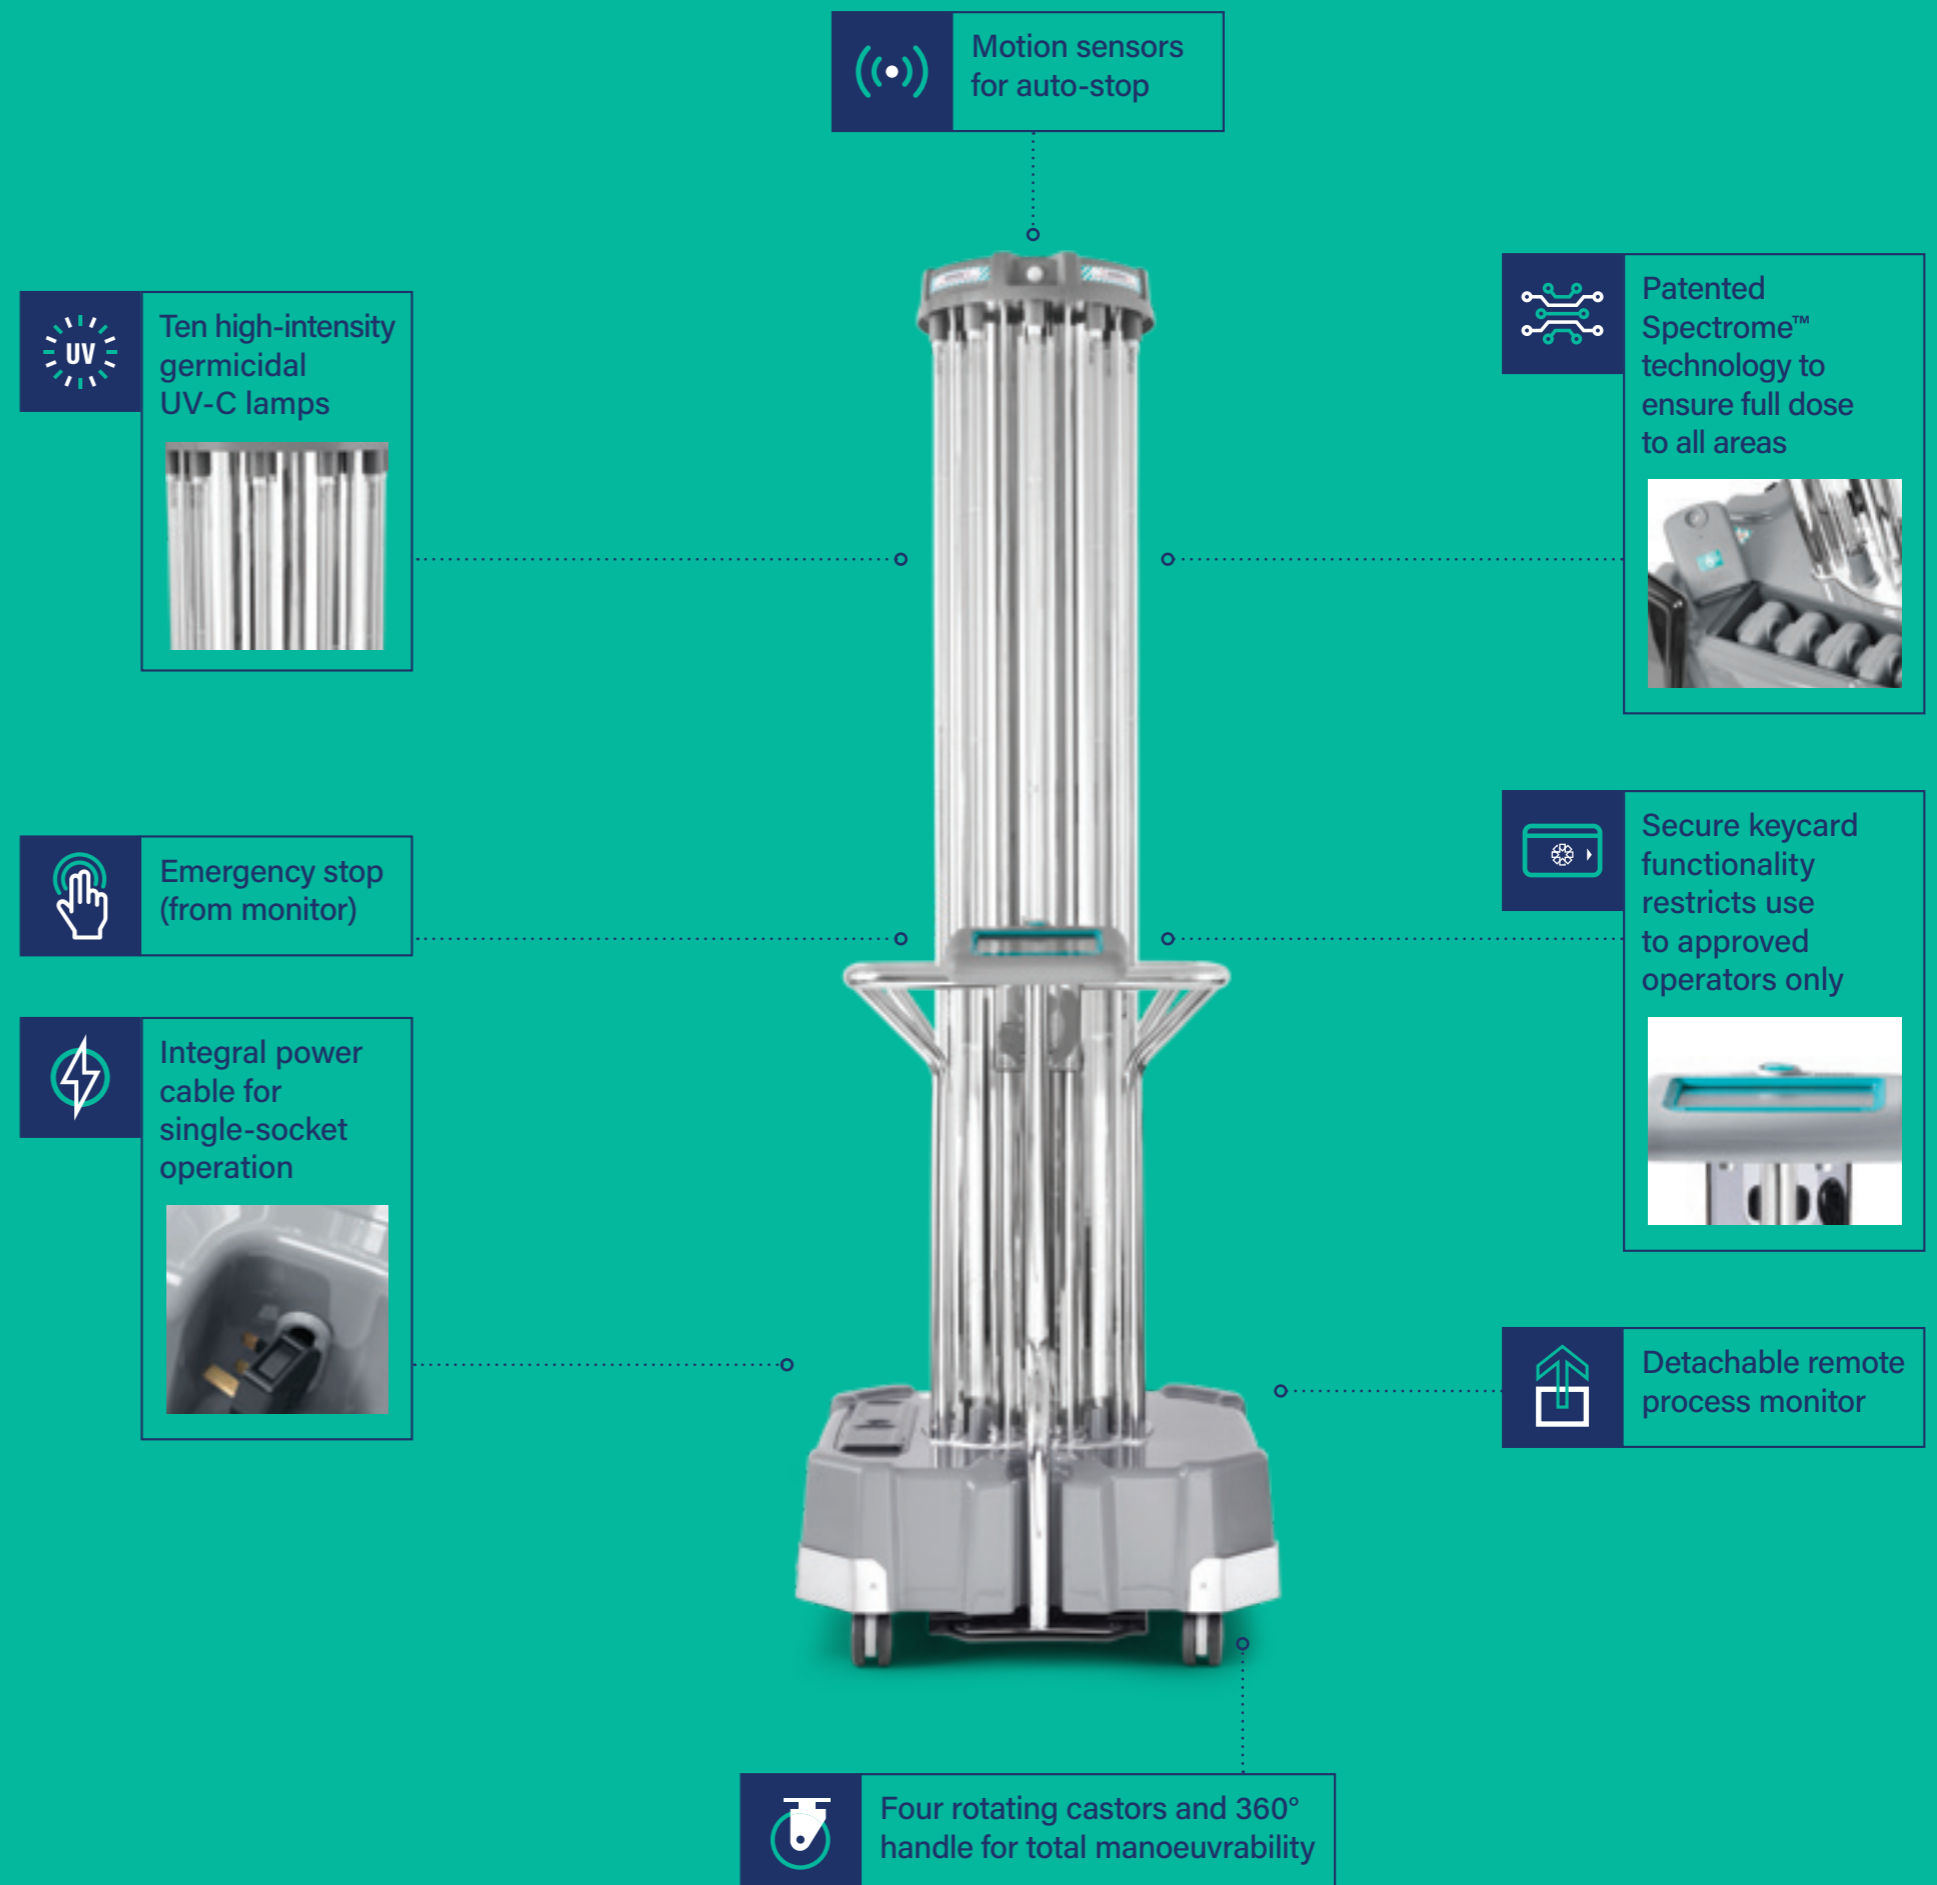 Motion sensors
for auto-stop
UV
Ten high-intensity
germicidal
UV-C lamps
Patented
Spectrome™
technology to
ensure full dose
to all areas
Emergency stop
(from monitor)
Secure keycard
functionality
restricts use
to approved
operators only
Integral power
cable for
single-socket
operation
Detachable remote
process monitor
Four rotating castors and 360°
handle for total manoeuvrability